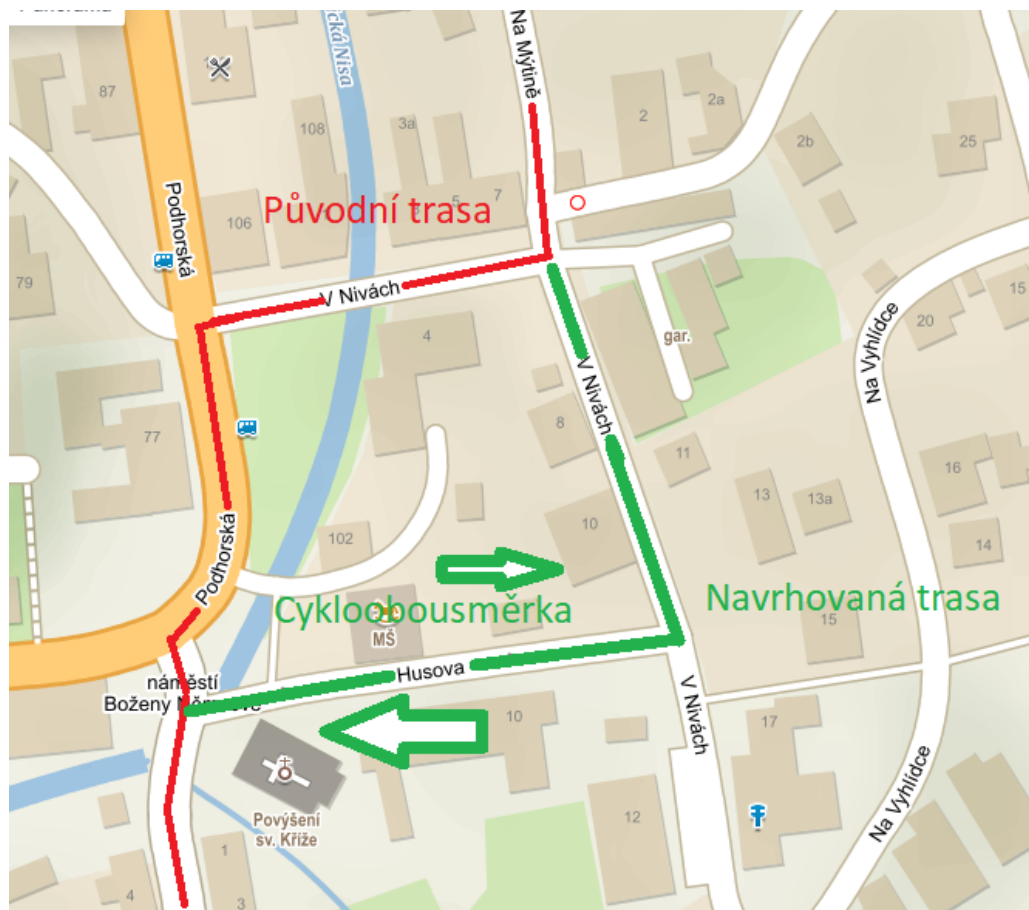 87
108
3a
5
7
106
79
ká Nisa
Na Mýtině
2
2a
2b
25
Původní trasa
Podhorská
V Nivách
4
gar.
20
15
Na Vyhlídce
77
8
V Nivách
11
10
13
13a
16
14
102
Podhorská
Cykloobousměrka
MŠ
Navrhovaná trasa
15
Husova
náměstí
Boženy Němcové
V Nivách
10
17
Povýšení
sv. Kříže
12
Na Vyhlídce
1
4
3